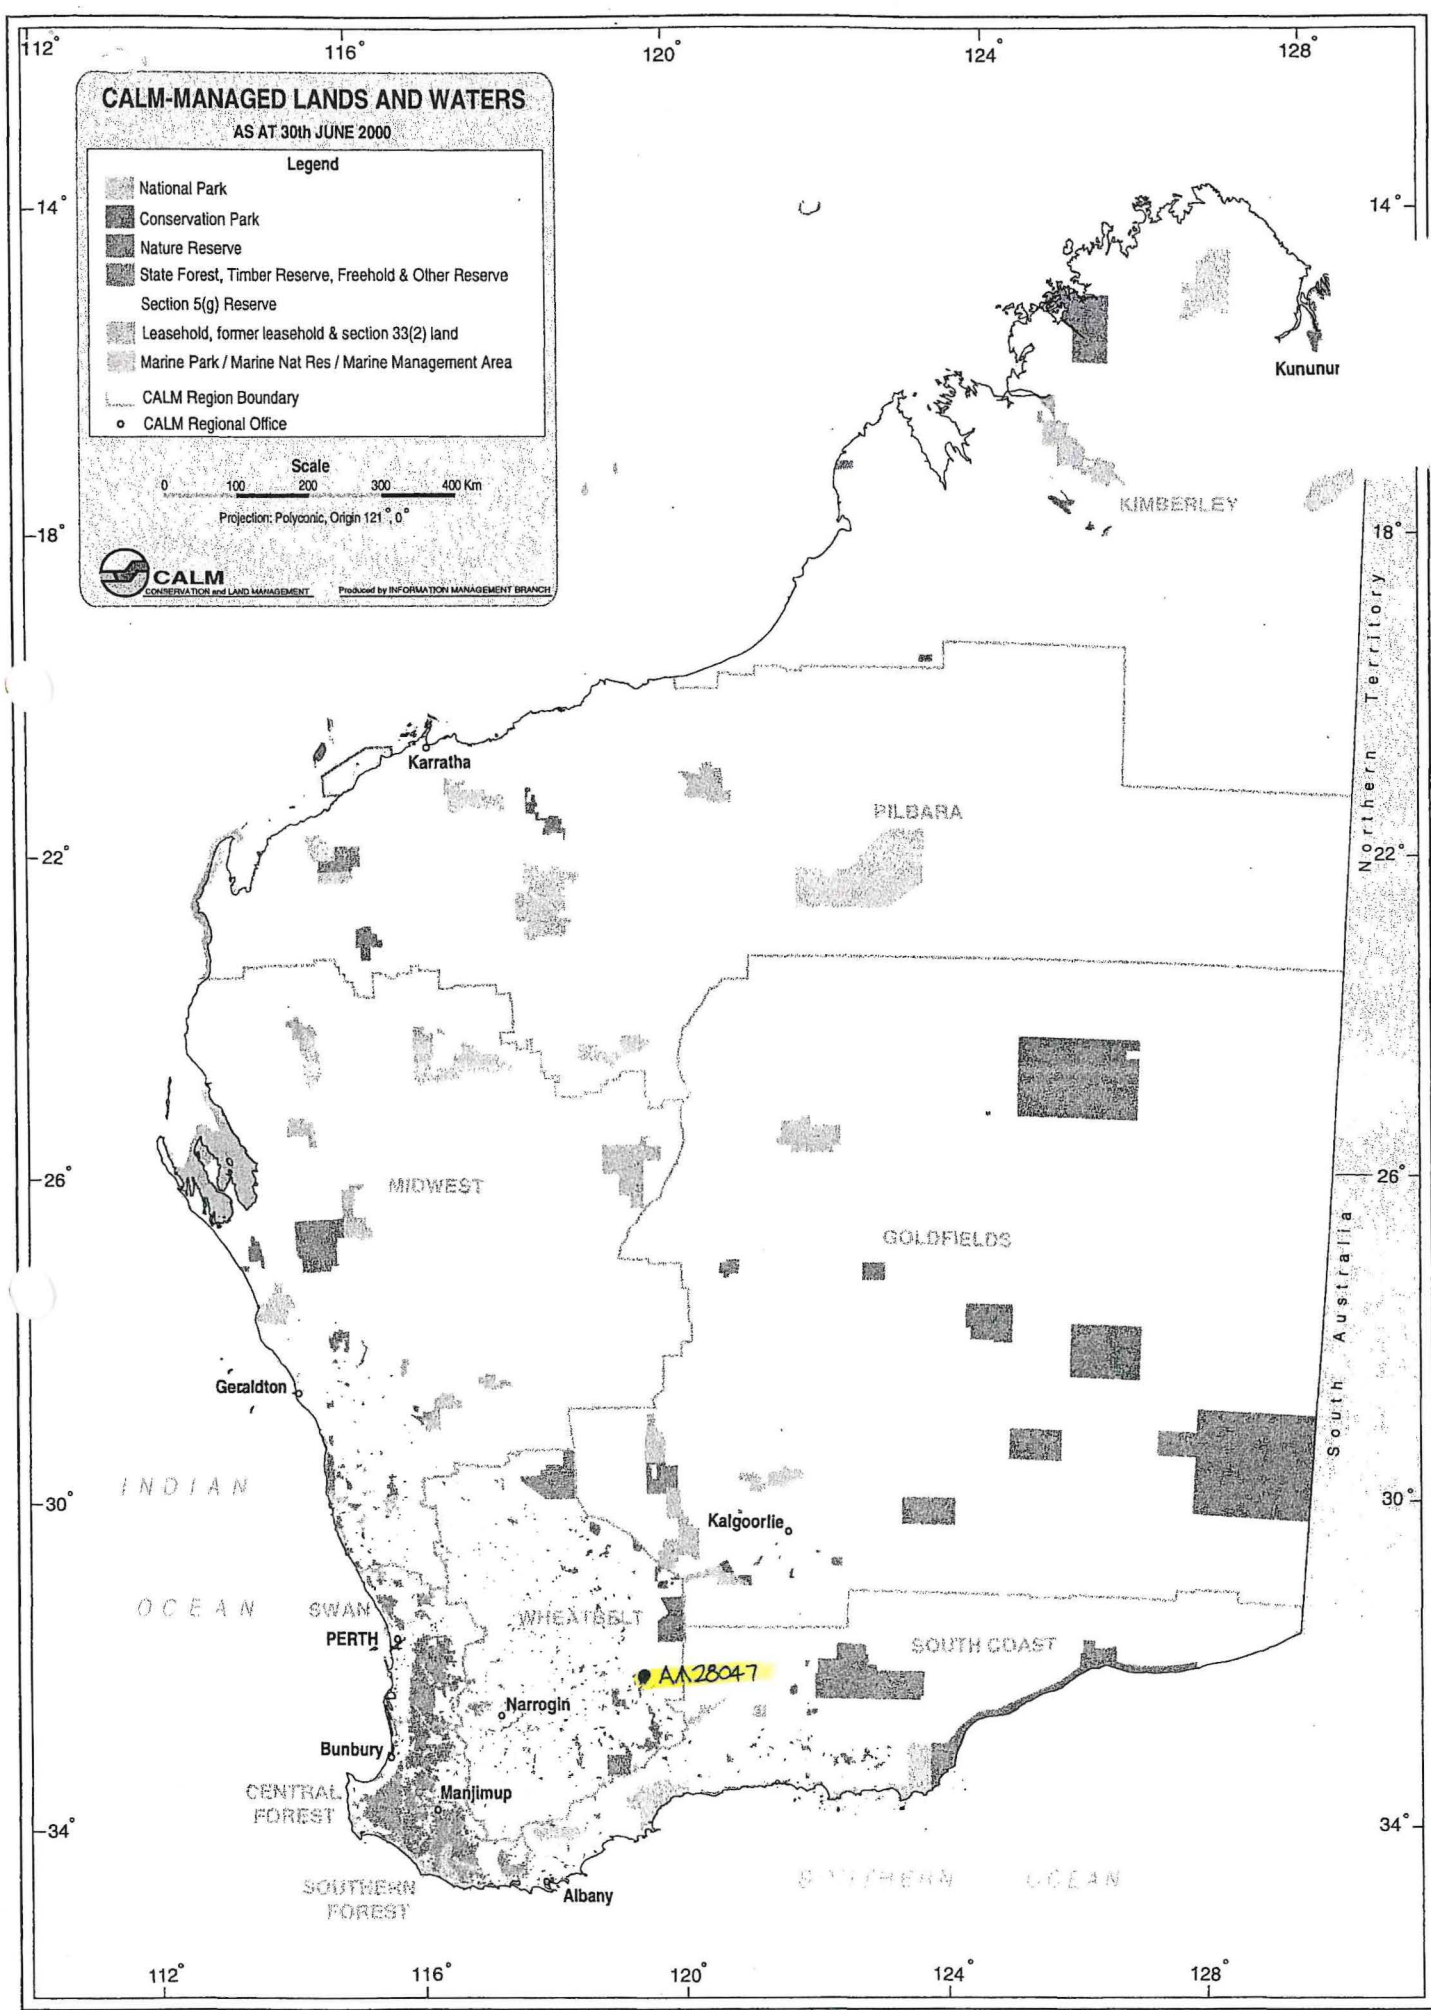 112°
116°
120°
124°
128°
CALM-MANAGED LANDS AND WATERS
AS AT 30th JUNE 2000
Legend
National Park
Conservation Park
Nature Reserve
State Forest, Timber Reserve, Freehold & Other Reserve
Section 5(g) Reserve
Leasehold, former leasehold & section 33(2) land
Marine Park / Marine Nat Res / Marine Management Area
CALM Region Boundary
CALM Regional Office
Scale
0 100 200 300 400 Km
Projection: Polyconic, Origin 121°, 0°
CALM
CONSERVATION and LAND MANAGEMENT
Produced by INFORMATION MANAGEMENT BRANCH
14°
14°
Kununur
KIMBERLEY
18°
18°
Northern Territory
Karratha
PILBARA
22°
22°
26°
MIDWEST
26°
GOLDFIELDS
South Australia
Geraldton
INDIAN
30°
Kalgoorlie
30°
OCEAN
SWAN
WHEATBELT
PERTH
SOUTH COAST
AA28047
Narrogin
Bunbury
CENTRAL
FOREST
Manjimup
34°
34°
SOUTHERN
FOREST
Albany
SOUTHERN OCEAN
112°
116°
120°
124°
128°